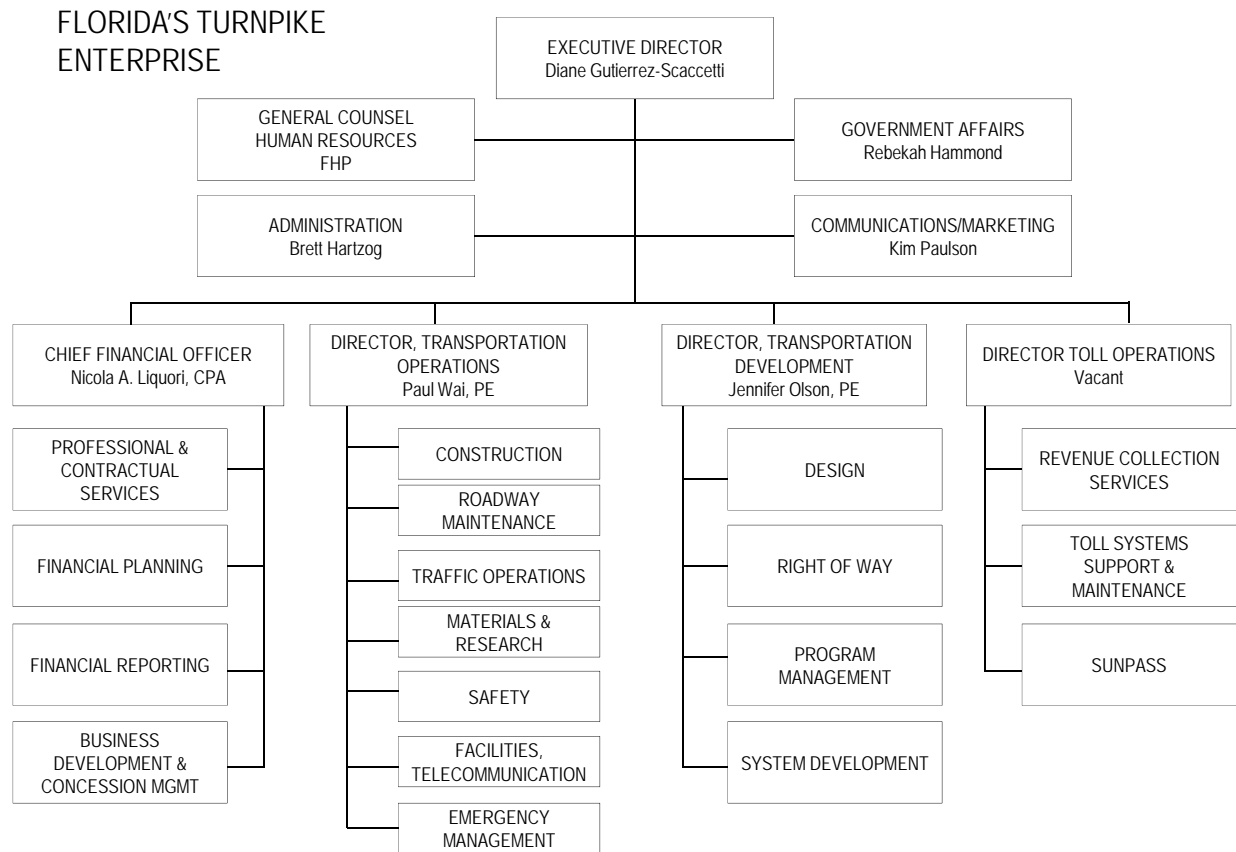 FLORIDA'S TURNPIKE
ENTERPRISE
EXECUTIVE DIRECTOR
Diane Gutierrez-Scaccetti
GENERAL COUNSEL
HUMAN RESOURCES
FHP
GOVERNMENT AFFAIRS
Rebekah Hammond
ADMINISTRATION
Brett Hartzog
COMMUNICATIONS/MARKETING
Kim Paulson
CHIEF FINANCIAL OFFICER
Nicola A. Liquori, CPA
DIRECTOR, TRANSPORTATION
OPERATIONS
Paul Wai, PE
DIRECTOR, TRANSPORTATION
DEVELOPMENT
Jennifer Olson, PE
DIRECTOR TOLL OPERATIONS
Vacant
PROFESSIONAL &
CONTRACTUAL
SERVICES
FINANCIAL PLANNING
FINANCIAL REPORTING
BUSINESS
DEVELOPMENT &
CONCESSION MGMT
CONSTRUCTION
ROADWAY
MAINTENANCE
TRAFFIC OPERATIONS
MATERIALS &
RESEARCH
SAFETY
FACILITIES,
TELECOMMUNICATION
EMERGENCY
MANAGEMENT
DESIGN
RIGHT OF WAY
PROGRAM
MANAGEMENT
SYSTEM DEVELOPMENT
REVENUE COLLECTION
SERVICES
TOLL SYSTEMS
SUPPORT &
MAINTENANCE
SUNPASS